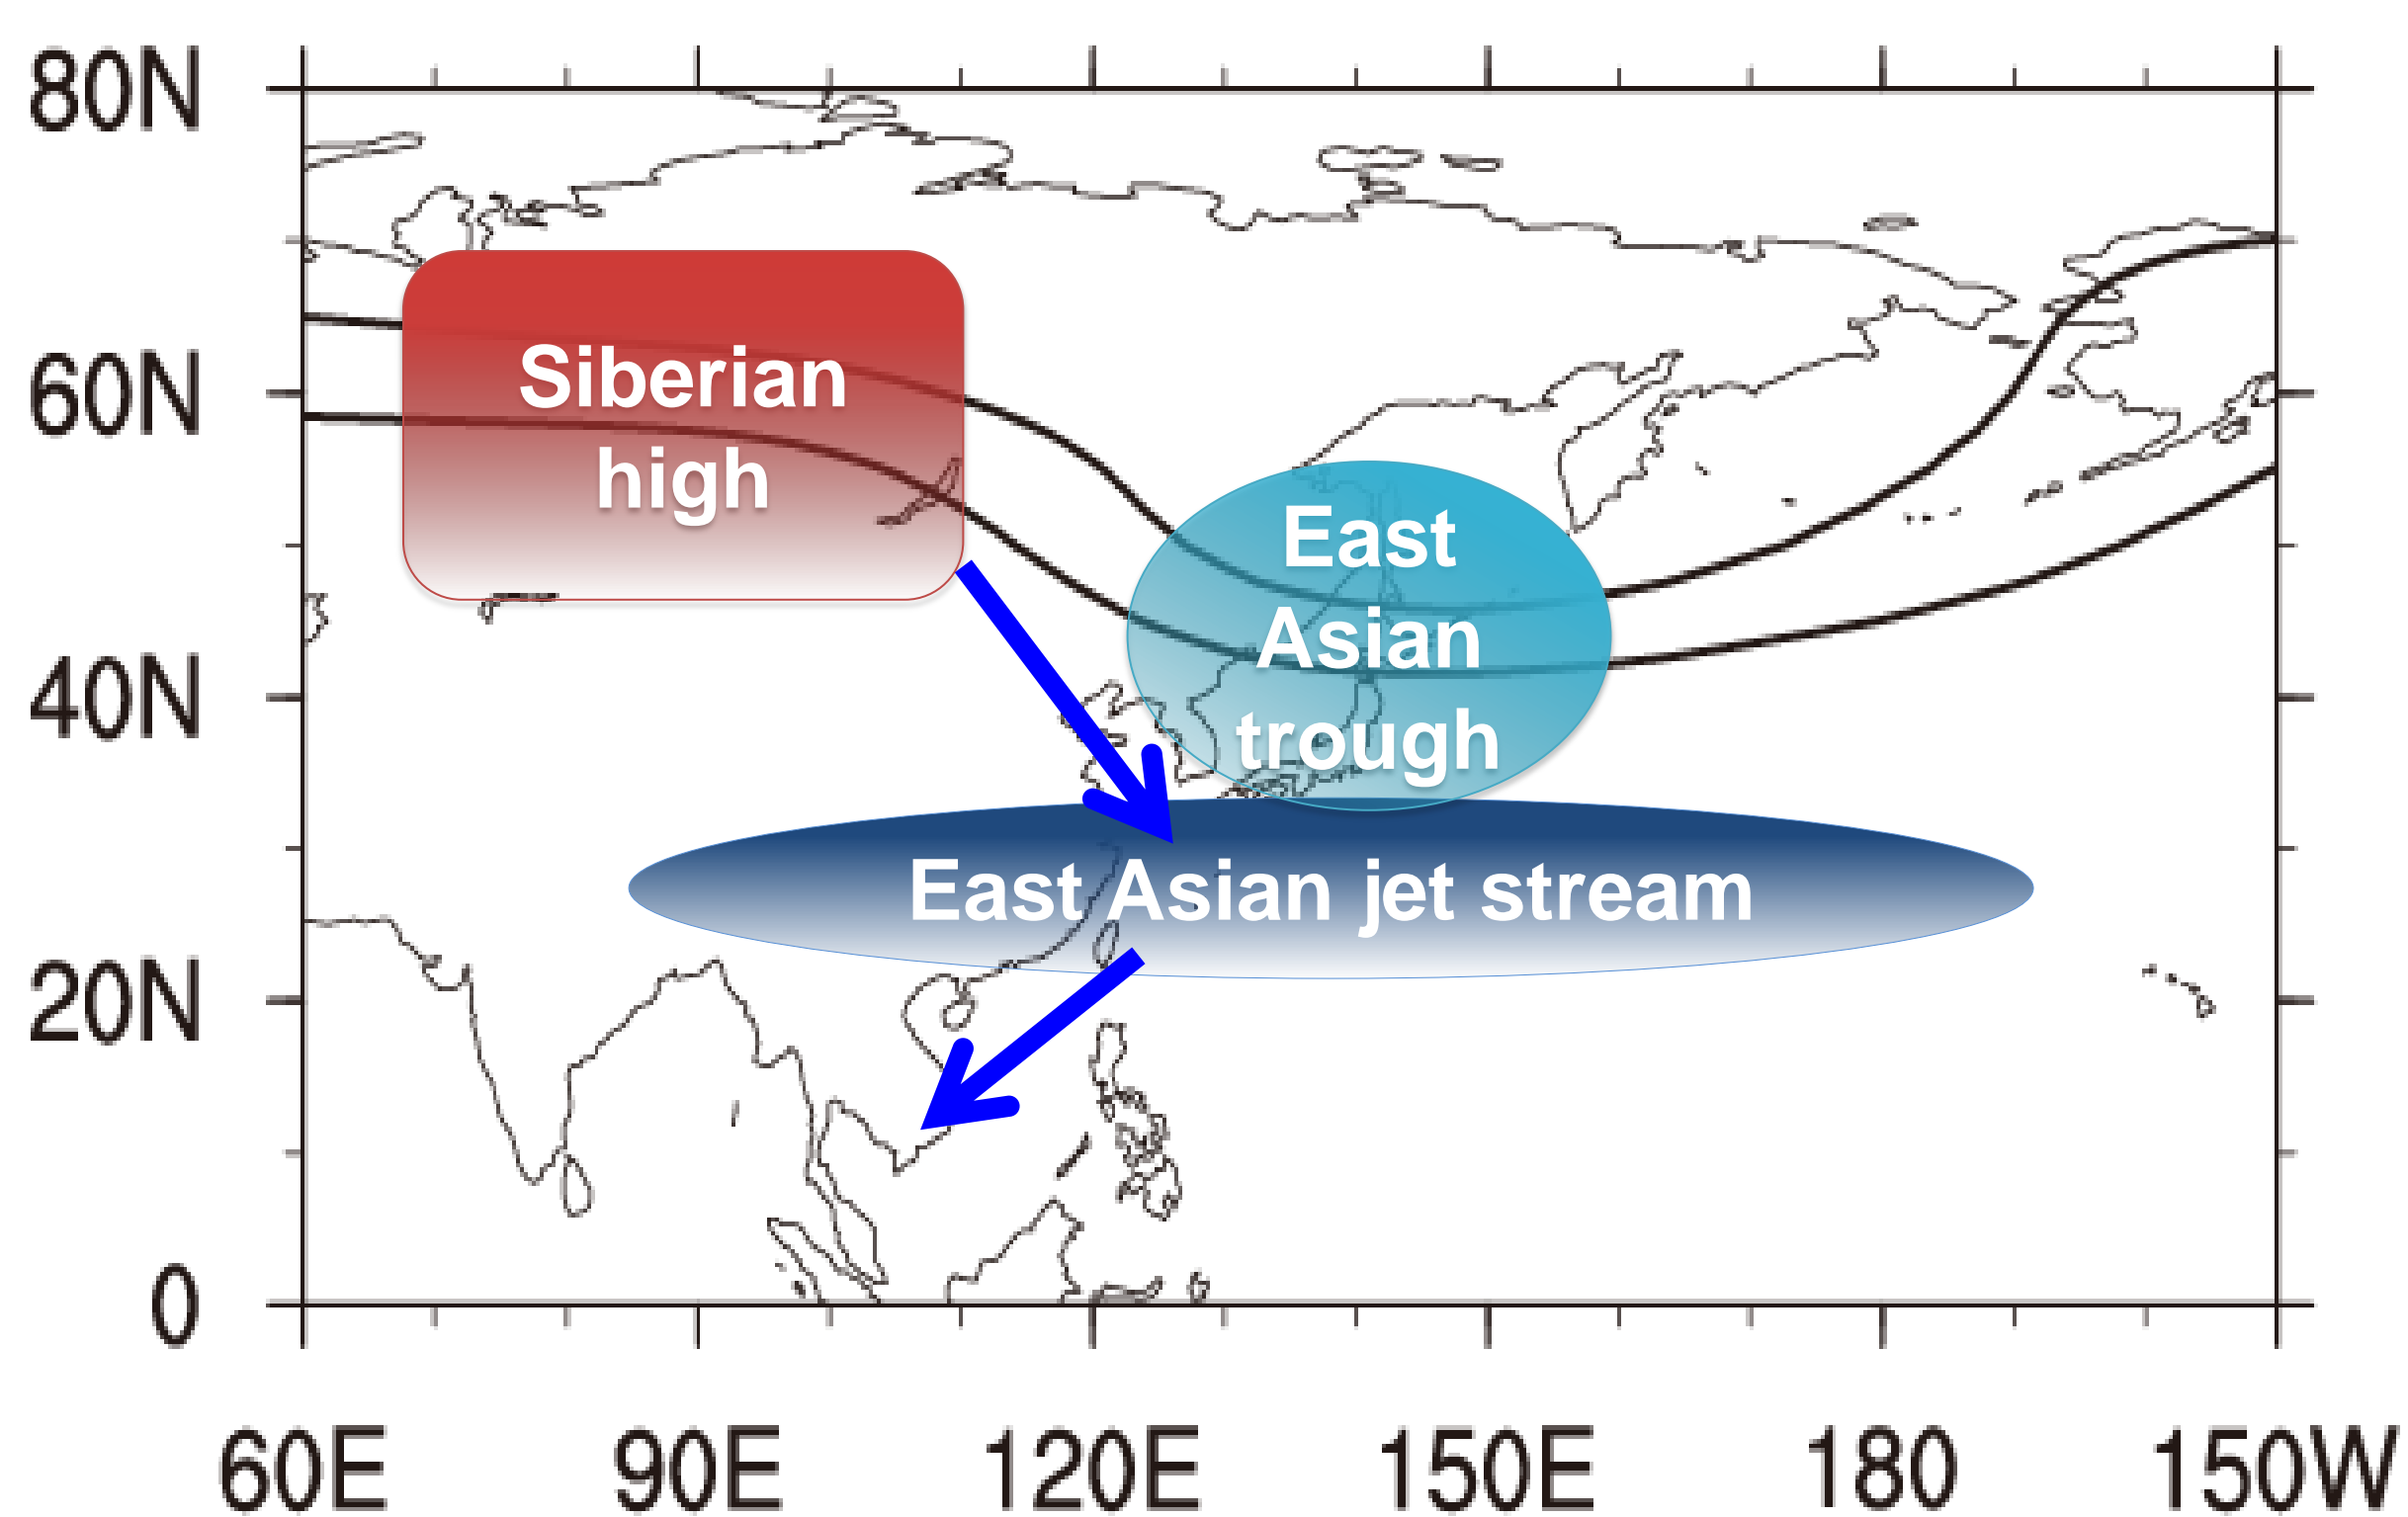 80N
60N
40N
20N
0
Siberian
high
East
Asian
trough
East Asian jet stream
60E 90E 120E 150E 180 150W